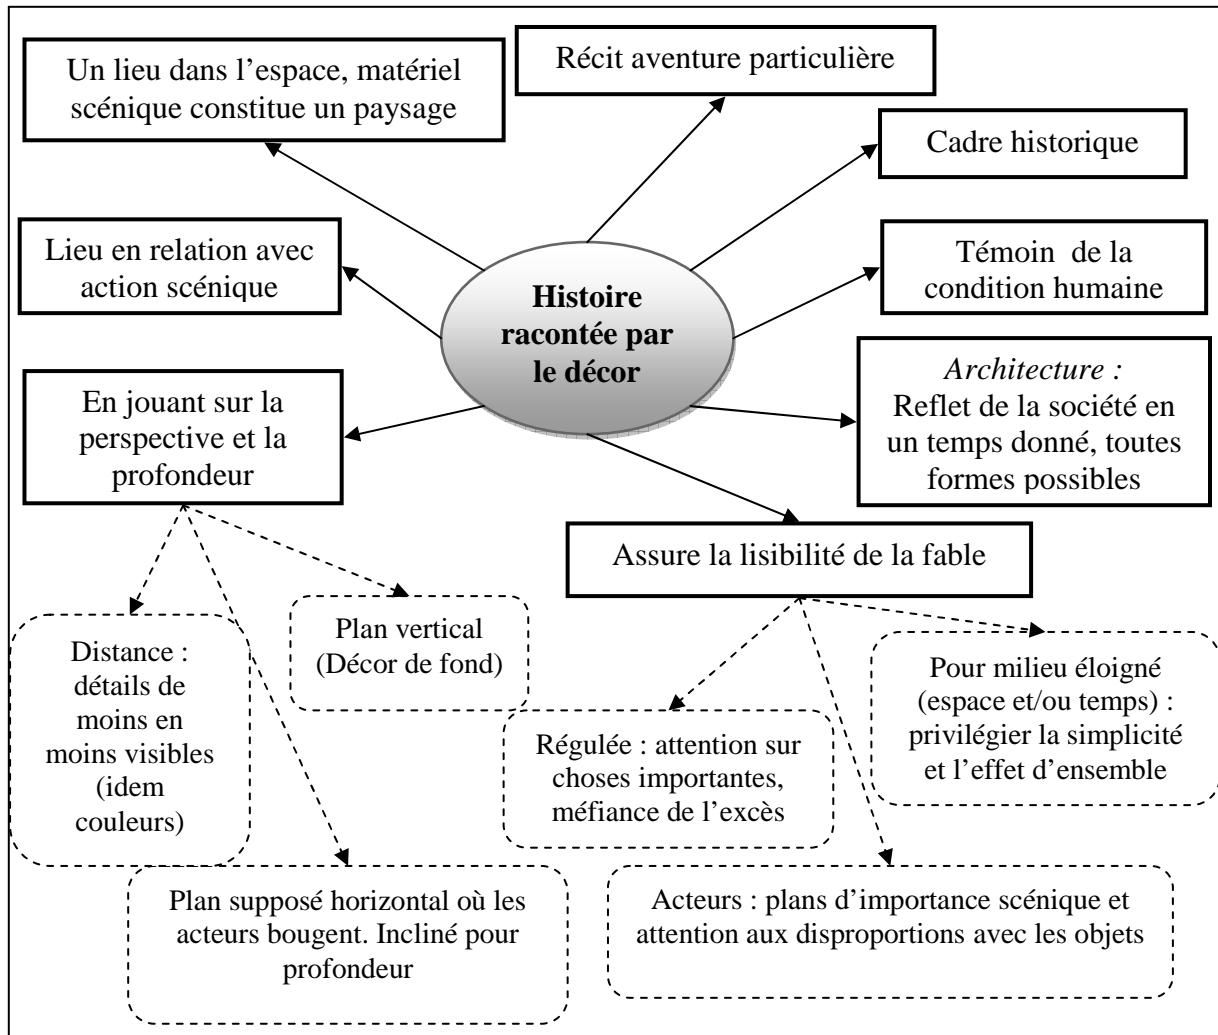 Un lieu dans l’espace, matériel
scénique constitue un paysage
Récit aventure particulière
Cadre historique
Lieu en relation avec
action scénique
Histoire
racontée par
le décor
Témoin  de la
condition humaine
En jouant sur la
perspective et la
profondeur
Architecture :
Reflet de la société en
un temps donné, toutes
formes possibles
Assure la lisibilité de la fable
Distance :
détails de
moins en
moins visibles
(idem
couleurs)
Plan vertical
(Décor de fond)
Régulée : attention sur
choses importantes,
méfiance de l’excès
Pour milieu éloigné
(espace et/ou temps) :
privilégier la simplicité
et l’effet d’ensemble
Plan supposé horizontal où les
acteurs bougent. Incliné pour
profondeur
Acteurs : plans d’importance scénique et
attention aux disproportions avec les objets